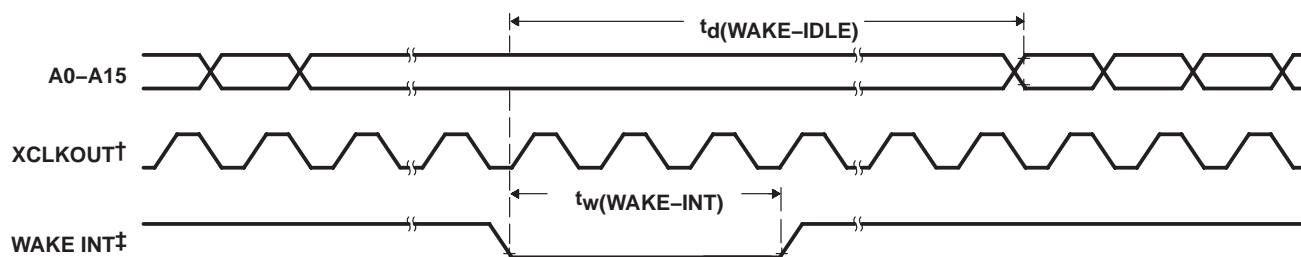 td(WAKE−IDLE)
A0−A15
XCLKOUT†
tw(WAKE−INT)
WAKE INT‡